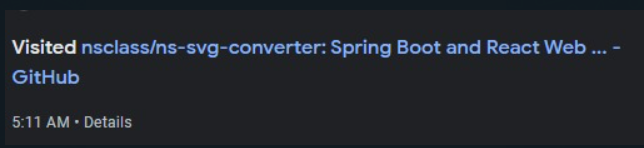 Visited nsclass/ns-svg-converter: Spring Boot and React Web ... -
GitHub
5:11 AM • Details